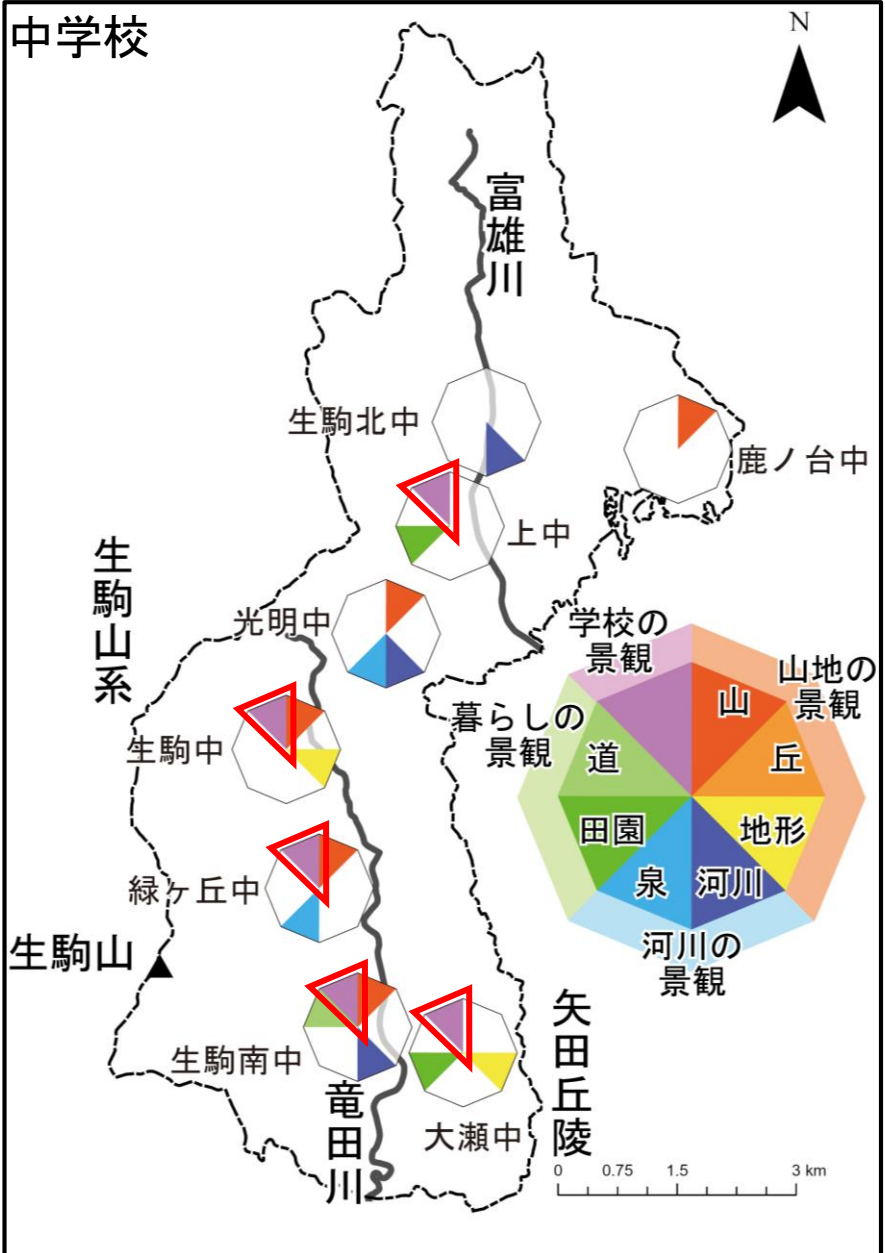 中学校
N
富雄川
生駒北中
鹿ノ台中
上中
生駒山系
光明中
学校の
景観
山地の
景観
暮らしの
景観
山
丘
道
地形
田園
泉
河川
河川の
景観
生駒中
緑ヶ丘中
生駒山
生駒南中
竜田川
大瀬中
矢田丘陵
0 0.75 1.5 3 km